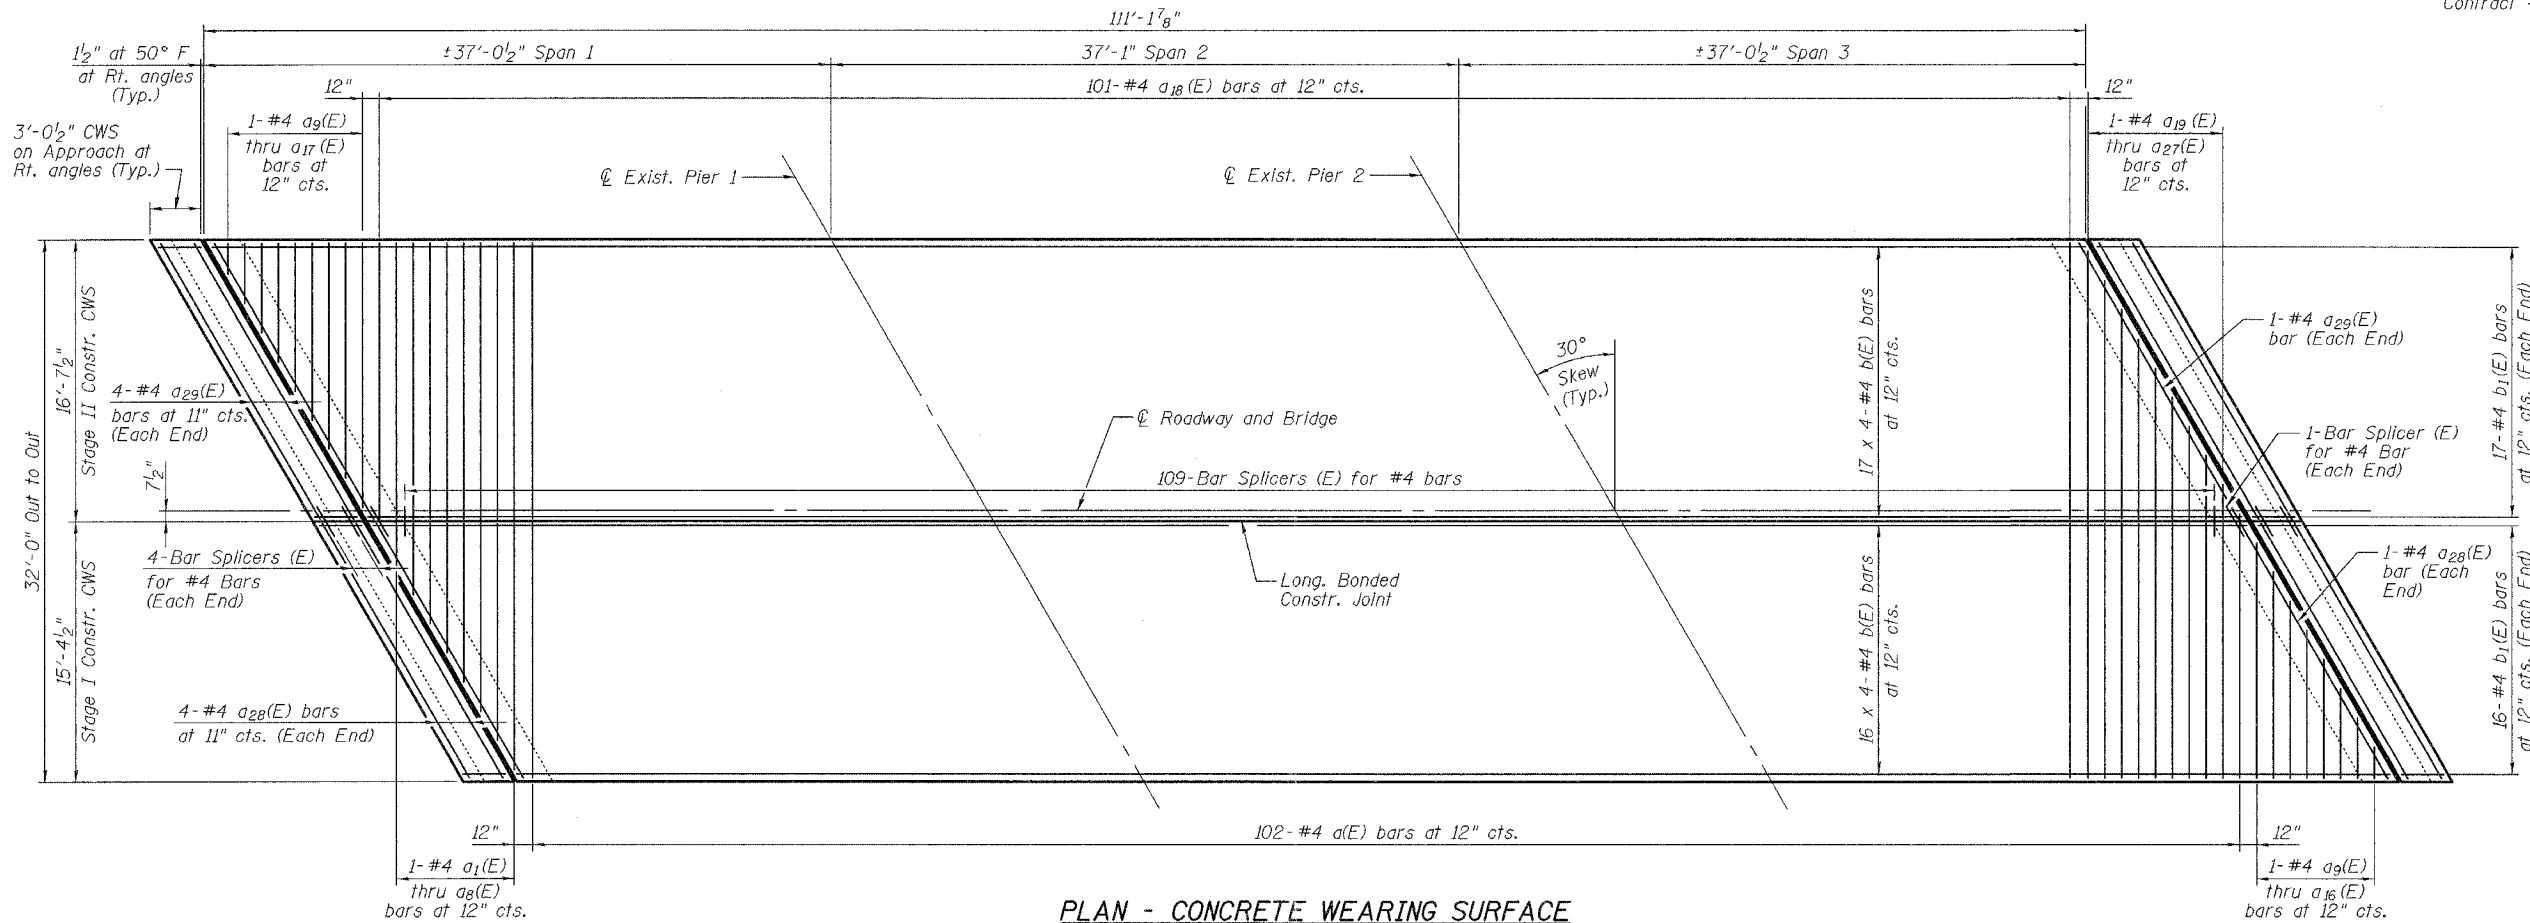 Contract
111'-1⅞"
1½" at 50° F
at Rt. angles
(Typ.)
±37'-0½" Span 1
37'-1" Span 2
±37'-0½" Span 3
12"
101-#4 a18(E) bars at 12" cts.
12"
3'-0½" CWS
on Approach at
Rt. angles (Typ.)
1-#4 a9(E)
thru a17(E)
bars at
12" cts.
℄ Exist. Pier 1
℄ Exist. Pier 2
1-#4 a19(E)
thru a27(E)
bars at
12" cts.
32'-0" Out to Out
16'-7½"
Stage II Constr. CWS
15'-4½"
Stage I Constr. CWS
7½"
4-#4 a29(E)
bars at 11" cts.
(Each End)
30°
Skew
(Typ.)
17 x 4-#4 b(E) bars
at 12" cts.
1-#4 a29(E)
bar (Each End)
17-#4 b1(E) bars
at 12" cts. (Each End)
℄ Roadway and Bridge
1-Bar Splicer (E)
for #4 Bar
(Each End)
109-Bar Splicers (E) for #4 bars
4-Bar Splicers (E)
for #4 Bars
(Each End)
Long. Bonded
Constr. Joint
16 x 4-#4 b(E) bars
at 12" cts.
1-#4 a28(E)
bar (Each
End)
16-#4 b1(E) bars
at 12" cts. (Each End)
4-#4 a28(E) bars
at 11" cts. (Each End)
12"
102-#4 a(E) bars at 12" cts.
12"
1-#4 a1(E)
thru a8(E)
bars at 12" cts.
1-#4 a9(E)
thru a16(E)
bars at 12" cts.
PLAN - CONCRETE WEARING SURFACE